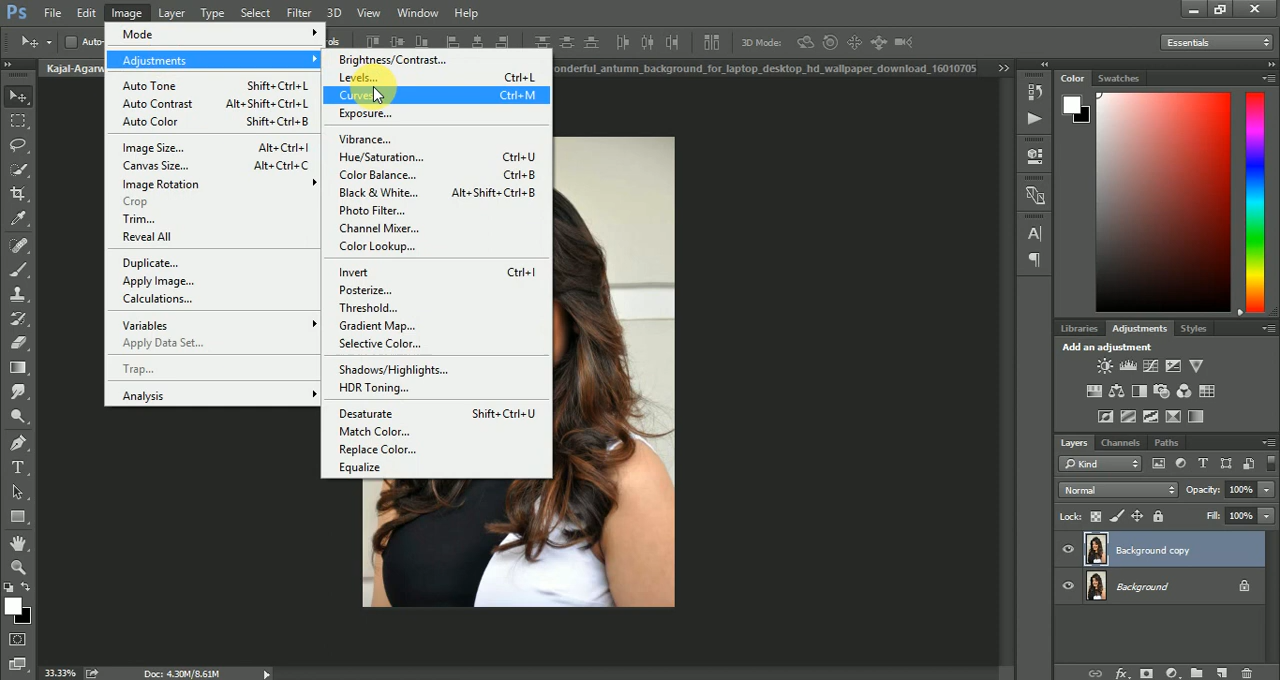 Ps File Edit Image Layer Type Select Filter 3D View Window Help
Auto- ols 3D Mode: Essentials
Kajal-Agarw onderful_autumn_background_for_laptop_desktop_hd_wallpaper_download_16010705
Mode
Adjustments
Auto Tone Shift+Ctrl+L
Auto Contrast Alt+Shift+Ctrl+L
Auto Color Shift+Ctrl+B
Image Size... Alt+Ctrl+I
Canvas Size... Alt+Ctrl+C
Image Rotation
Crop
Trim...
Reveal All
Duplicate...
Apply Image...
Calculations...
Variables
Apply Data Set...
Trap...
Analysis
Brightness/Contrast...
Levels... Ctrl+L
Curves... Ctrl+M
Exposure...
Vibrance...
Hue/Saturation... Ctrl+U
Color Balance... Ctrl+B
Black & White... Alt+Shift+Ctrl+B
Photo Filter...
Channel Mixer...
Color Lookup...
Invert Ctrl+I
Posterize...
Threshold...
Gradient Map...
Selective Color...
Shadows/Highlights...
HDR Toning...
Desaturate Shift+Ctrl+U
Match Color...
Replace Color...
Equalize
Color Swatches
Libraries Adjustments Styles
Add an adjustment
Layers Channels Paths
Kind
Normal Opacity: 100%
Lock: Fill: 100%
Background copy
Background
33.33% Doc: 4.30M/8.61M